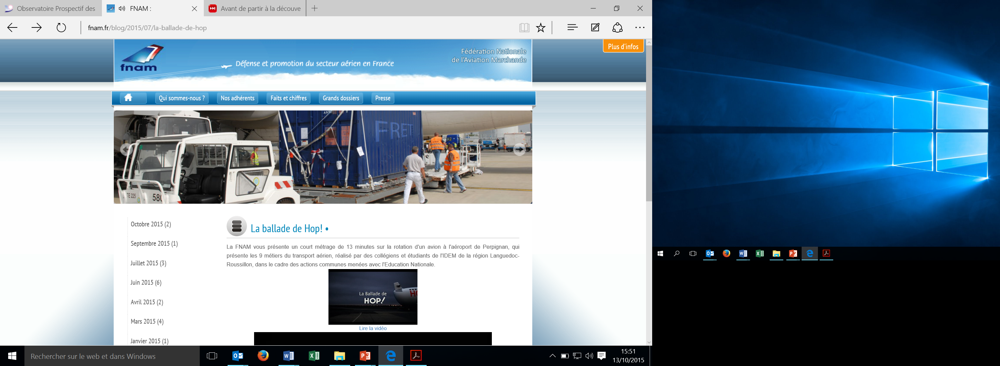 Observatoire Prospectif des
FNAM :
Avant de partir à la découve
fnam.fr/blog/2015/07/la-ballade-de-hop
Plus d'infos
fnam
Défense et promotion du secteur aérien en France
Fédération Nationale
de l'Aviation Marchande
Qui sommes-nous ?
Nos adhérents
Faits et chiffres
Grands dossiers
Presse
FRET
TE 225
580
Octobre 2015 (2)
Septembre 2015 (1)
Juillet 2015 (3)
Juin 2015 (6)
Avril 2015 (2)
Mars 2015 (4)
Janvier 2015 (1)
La ballade de Hop! •
La FNAM vous présente un court métrage de 13 minutes sur la rotation d'un avion à l'aéroport de Perpignan, qui
présente les 9 métiers du transport aérien, réalisé par des collégiens et étudiants de l'IDEM de la région Languedoc-
Roussillon, dans le cadre des actions communes menées avec l'Education Nationale.
La Ballade de
HOP!
Lire la vidéo
Rechercher sur le web et dans Windows
15:51
13/10/2015